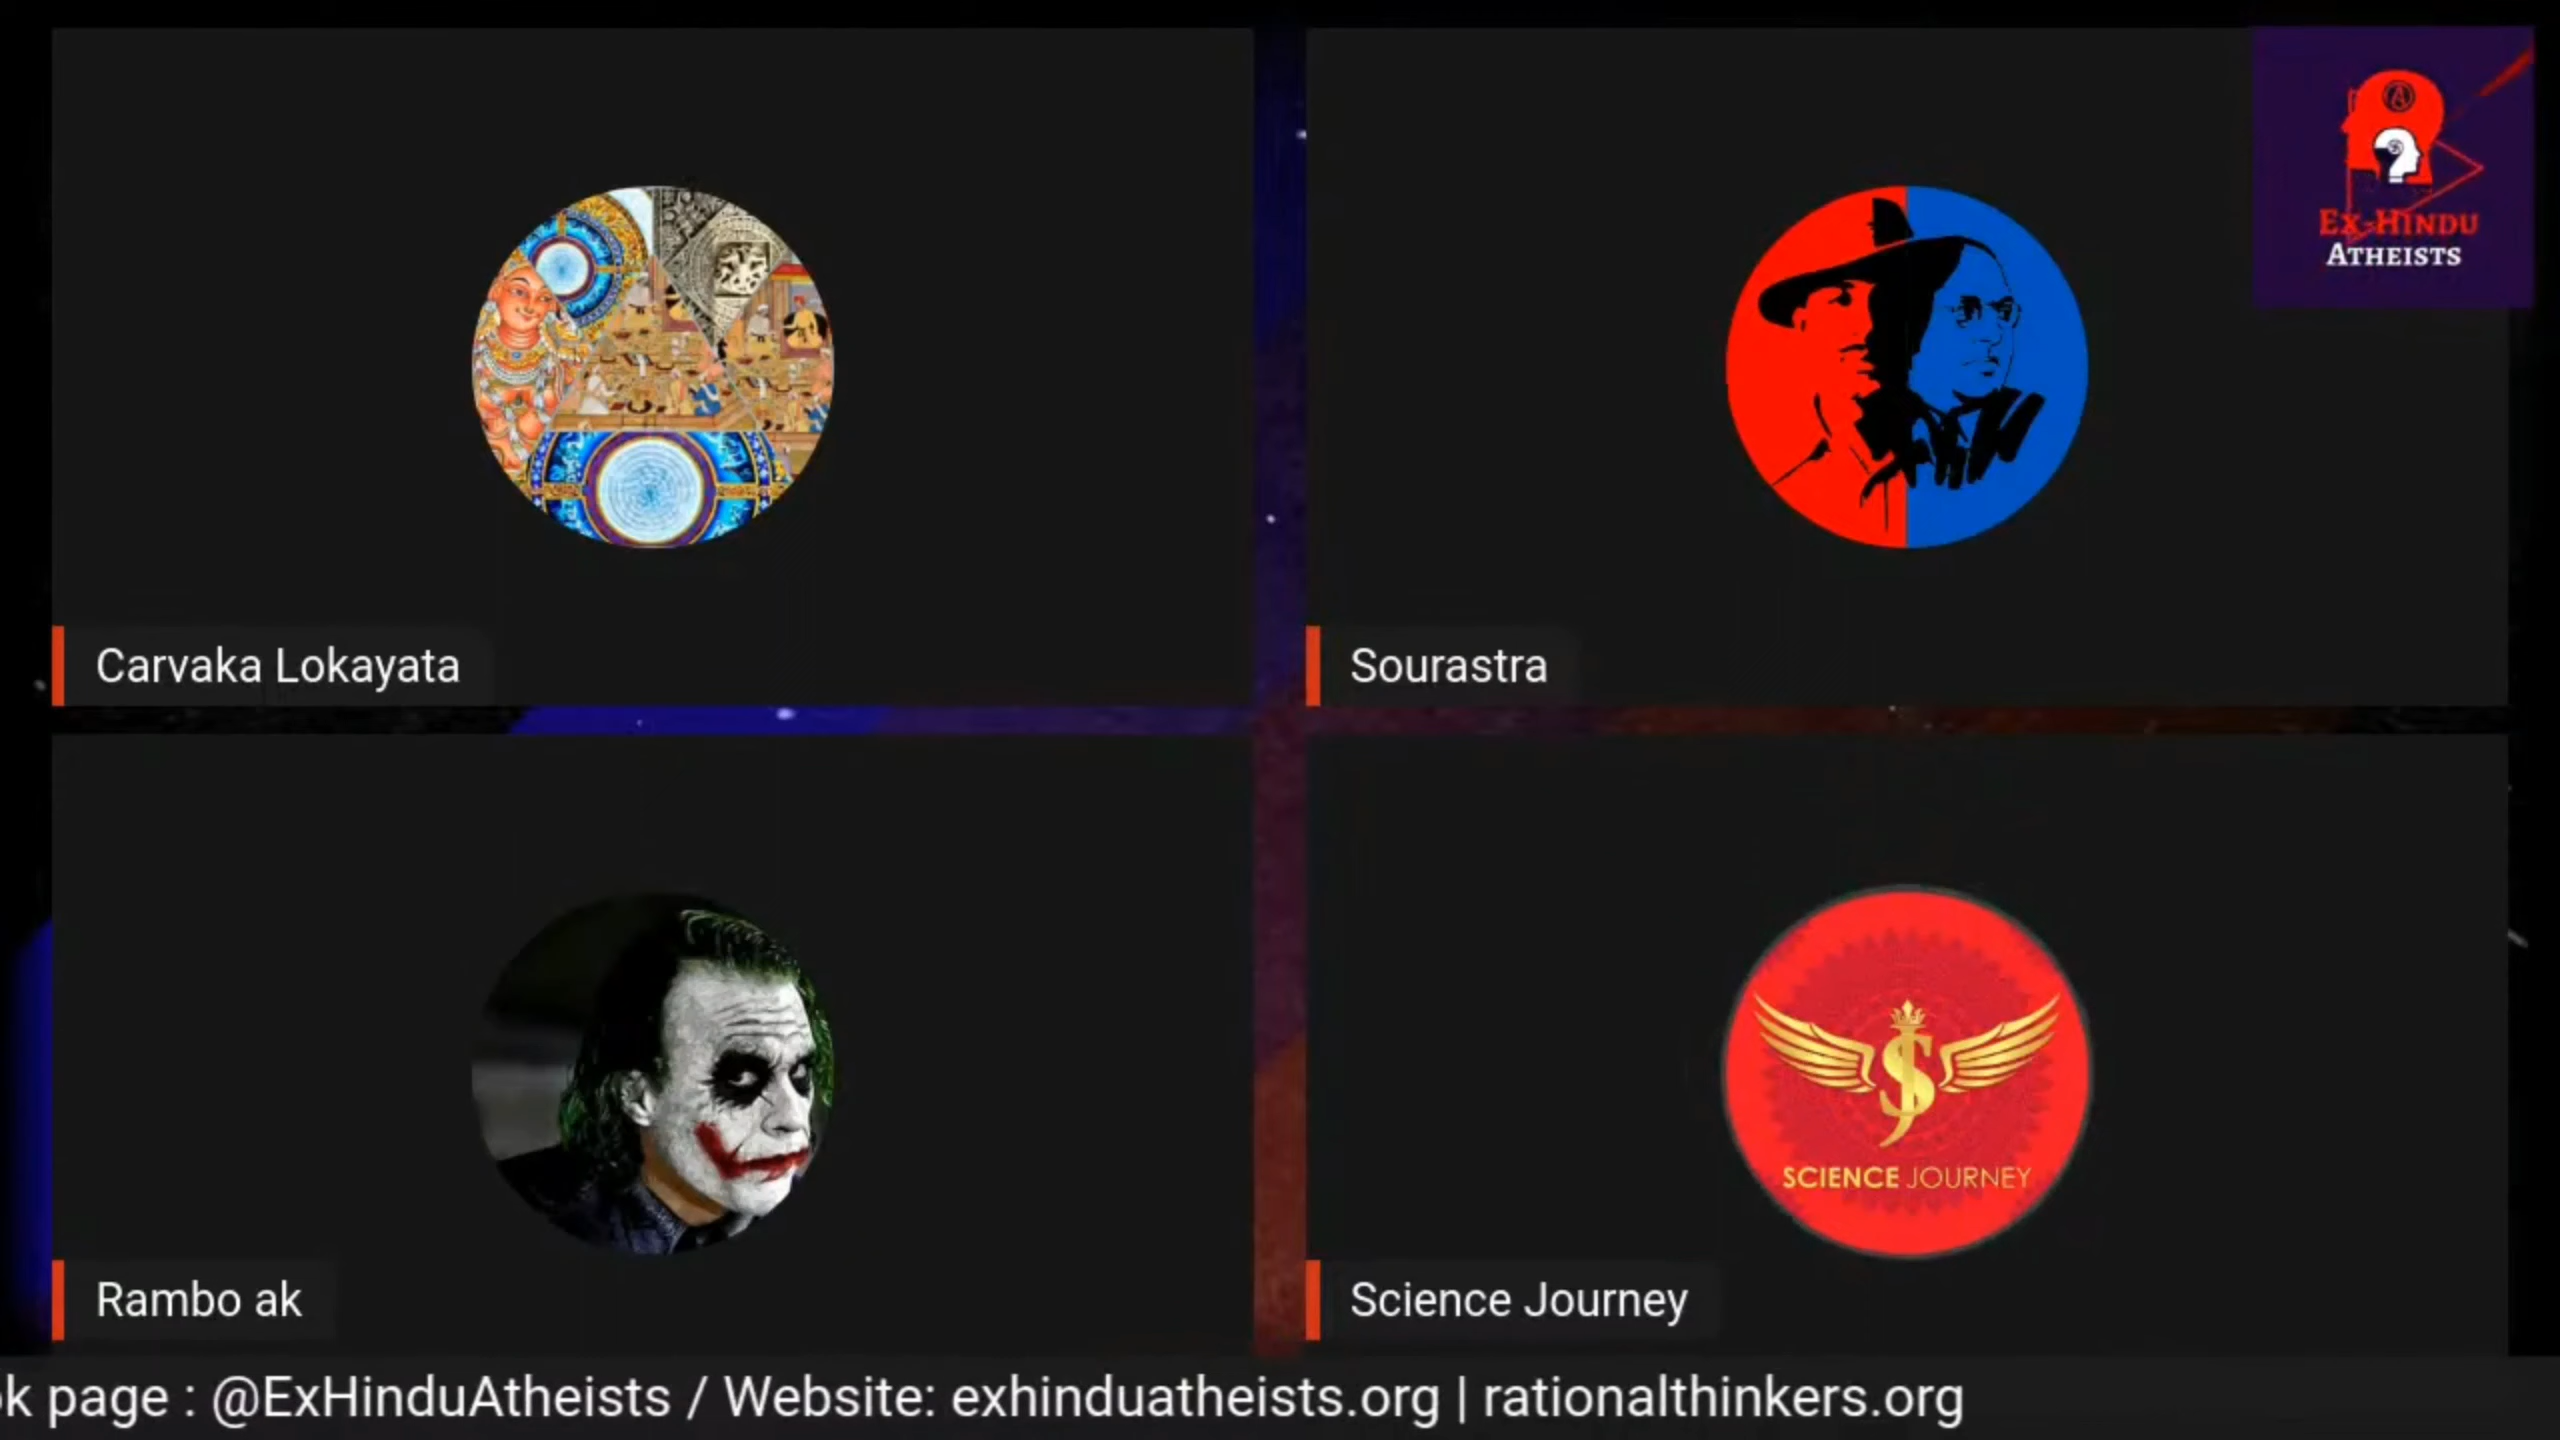 EX-HINDU
ATHEISTS
Carvaka Lokayata
Sourastra
SCIENCE JOURNEY
Rambo ak
Science Journey
k page : @ExHinduAtheists / Website: exhinduatheists.org | rationalthinkers.org